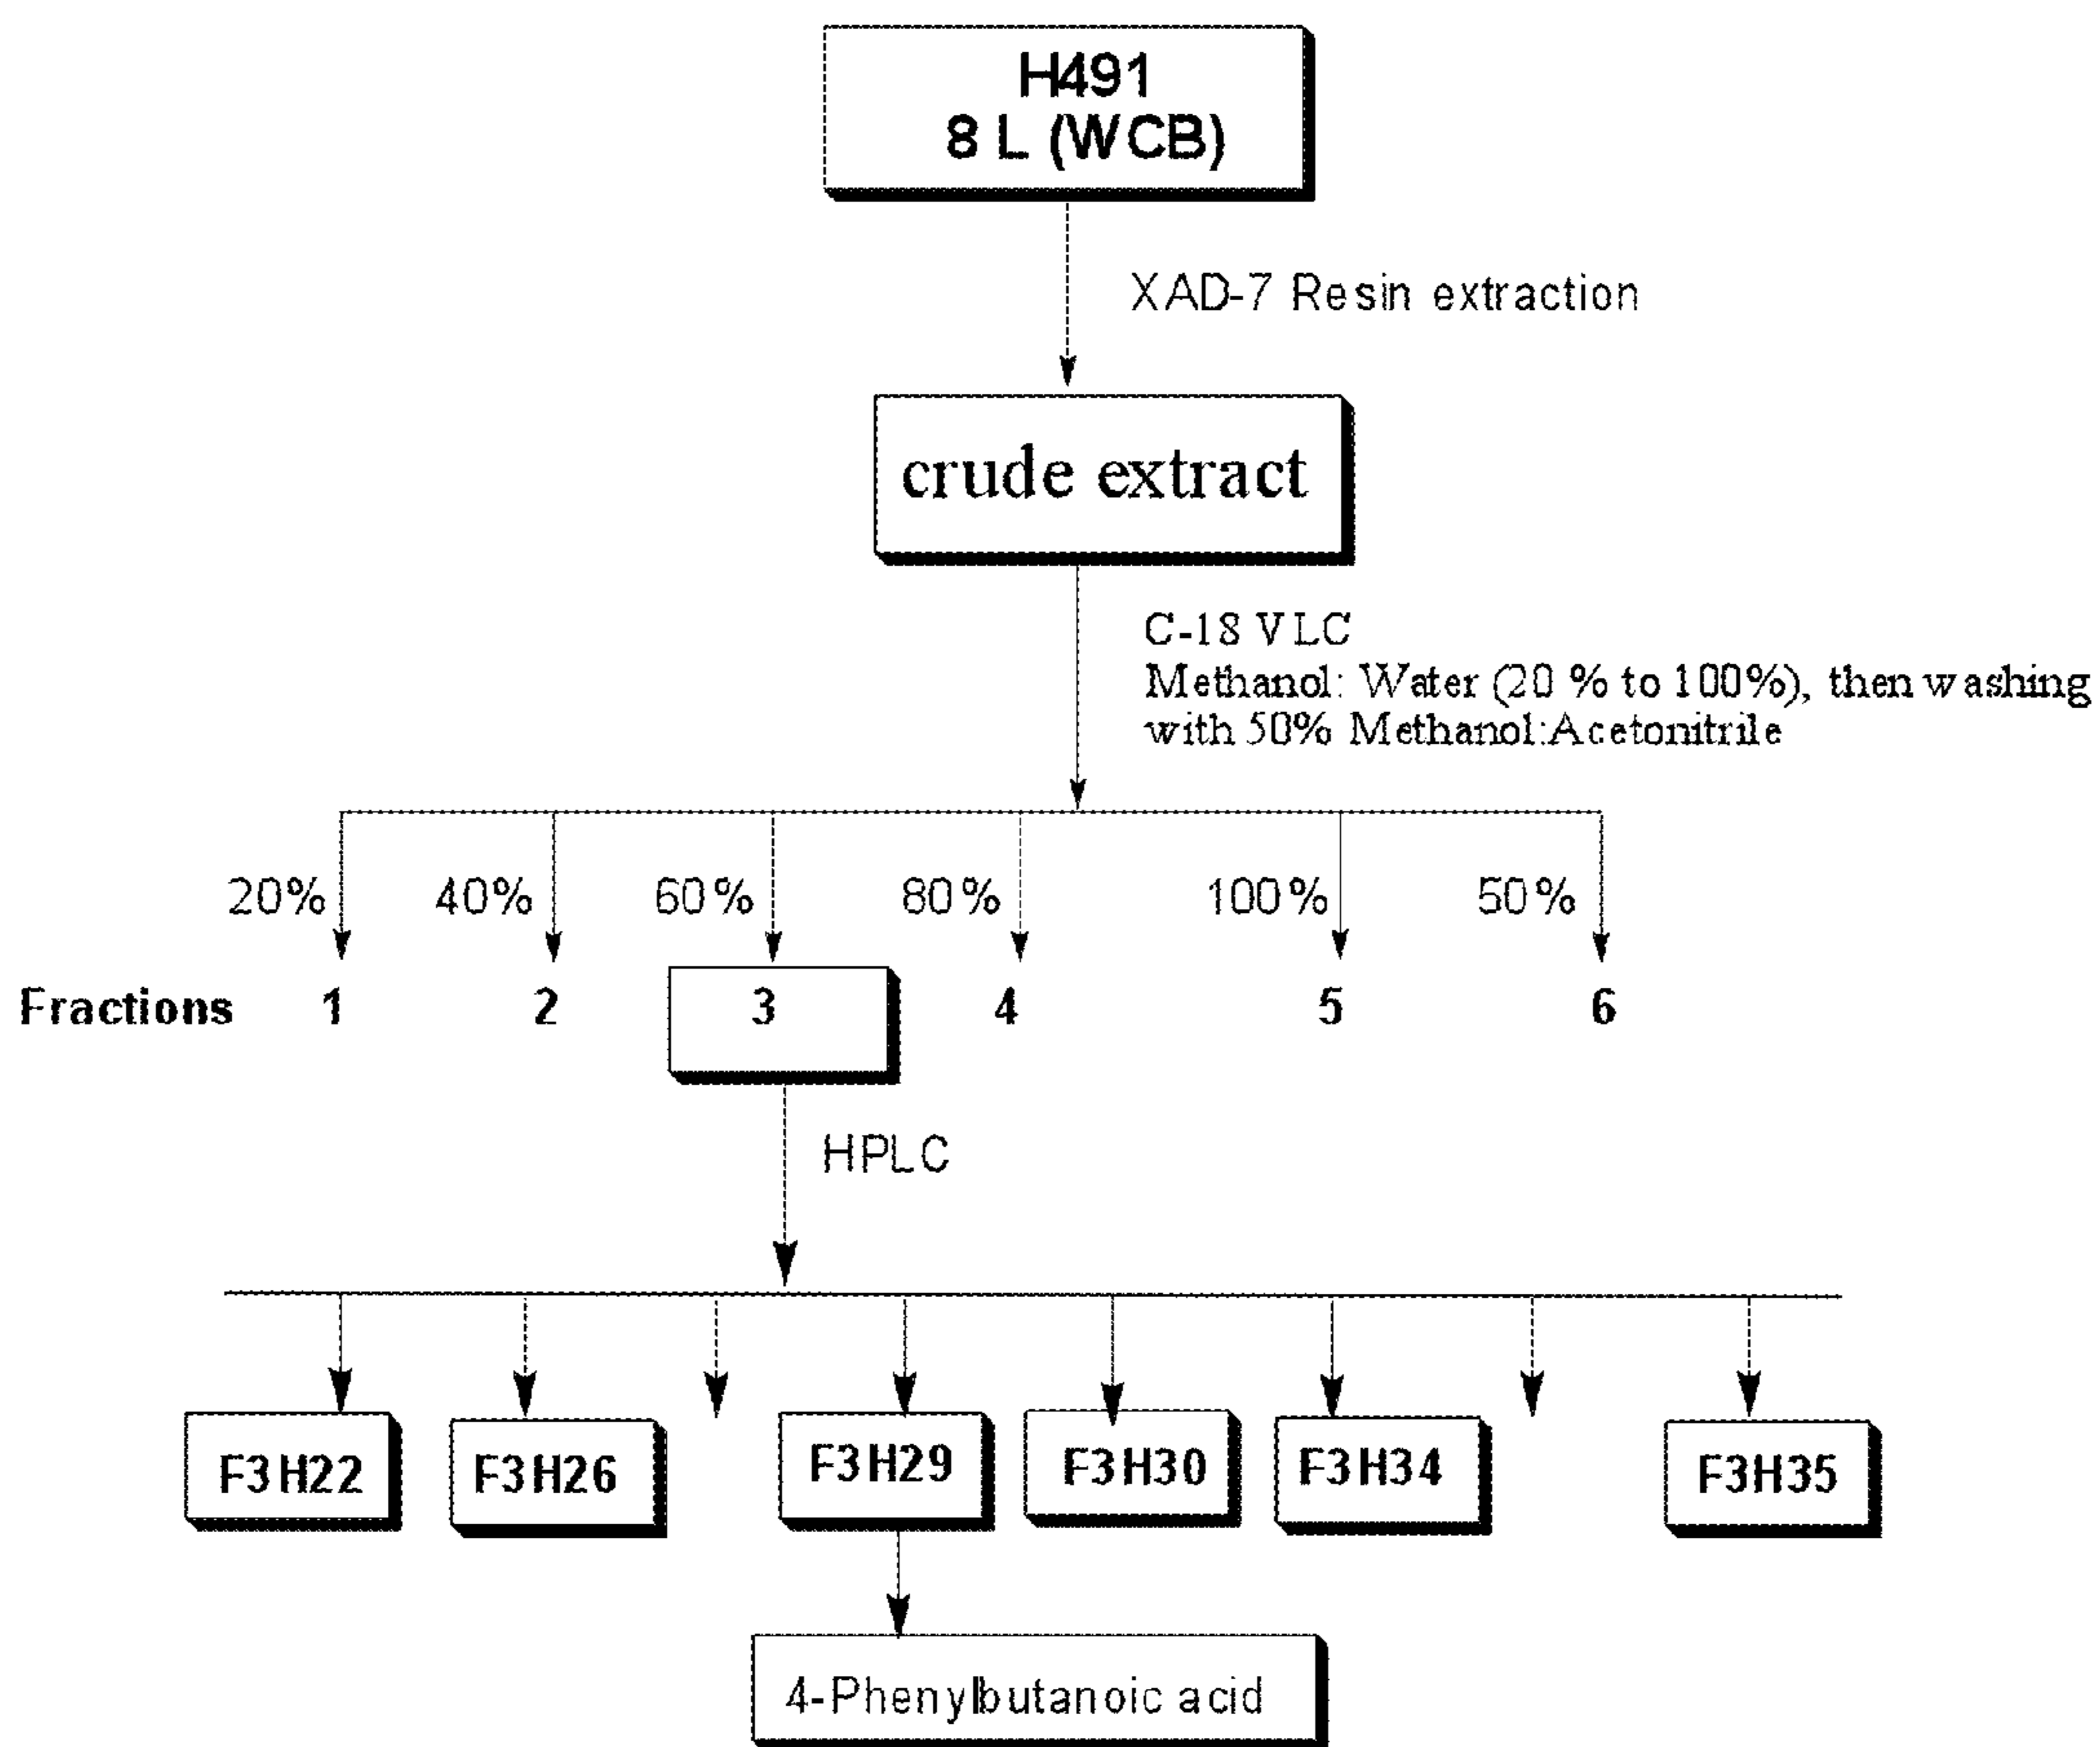 H491
8 L (WCB)
XAD-7 Resin extraction
crude extract
C-18 VLC
Methanol: Water (20 % to 100%), then washing
with 50% Methanol:Acetonitrile
20% 40% 60% 80% 100% 50%
Fractions 1 2 3 4 5 6
HPLC
F3H22 F3H26 F3H29 F3H30 F3H34 F3H35
4-Phenylbutanoic acid